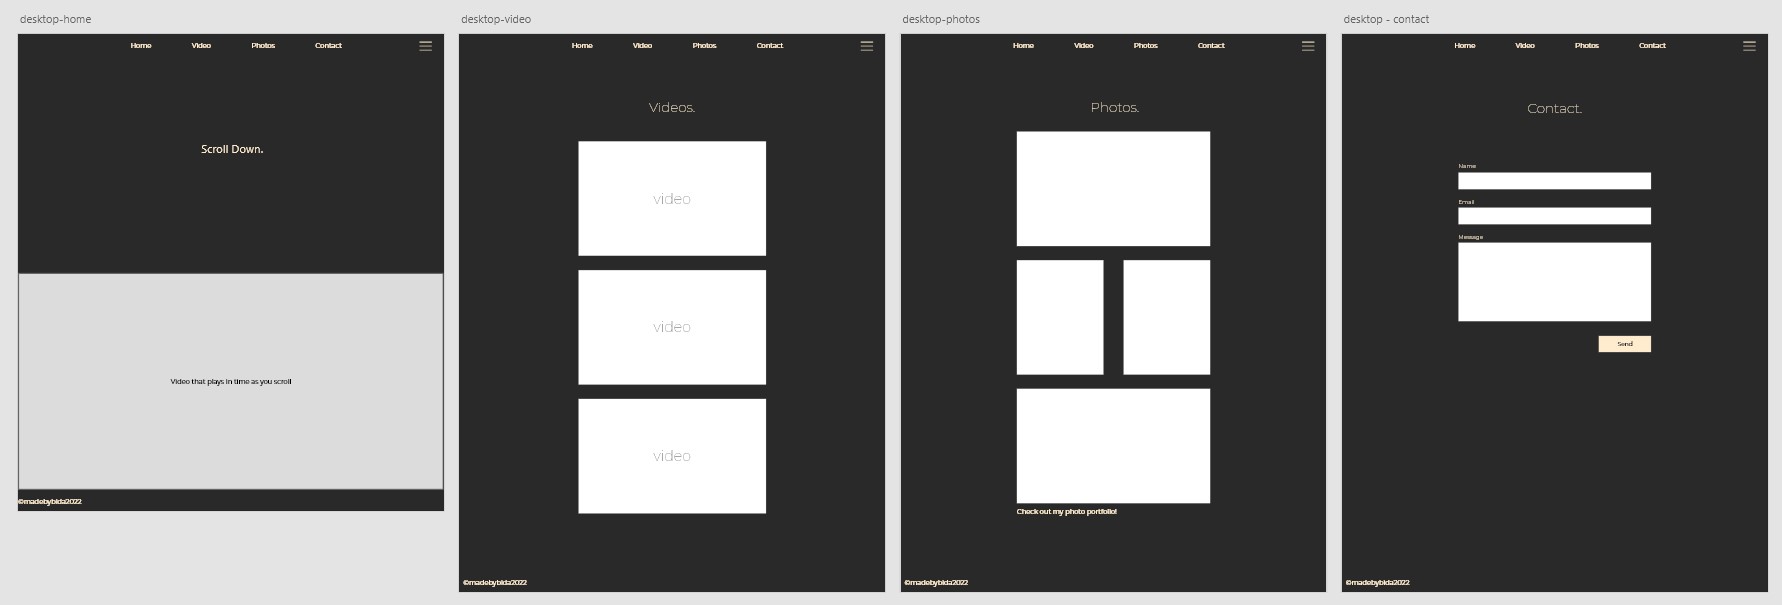 desktop-home
Home Video Photos Contact
Scroll Down.
Video that plays in time as you scroll
©madebybida2022
desktop-video
Home Video Photos Contact
Videos.
video
video
video
©madebybida2022
desktop-photos
Home Video Photos Contact
Photos.
Check out my photo portfolio!
©madebybida2022
desktop - contact
Home Video Photos Contact
Contact.
Name
Email
Message
Send
©madebybida2022